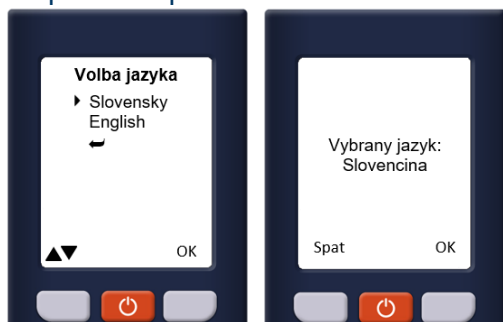 Volba jazyka
Slovensky
English
OK
Vybrany jazyk:
Slovencina
Spat OK